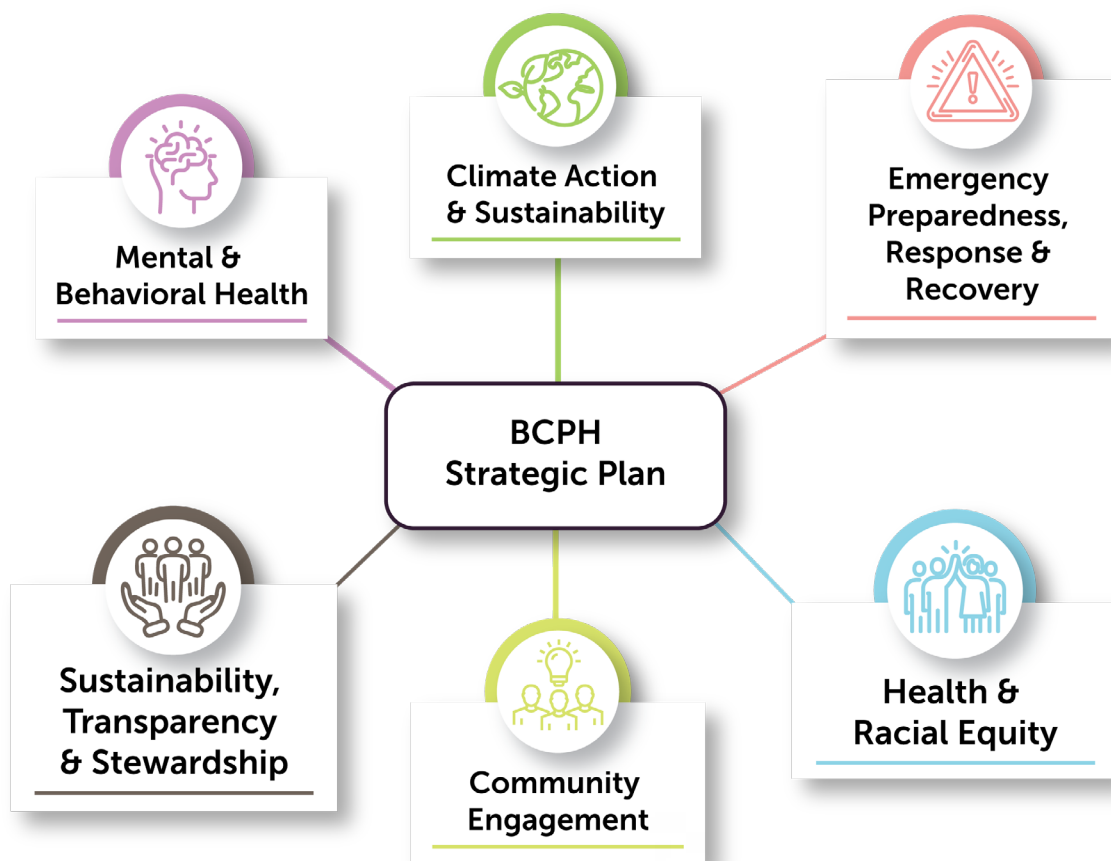 Climate Action
& Sustainability
Emergency
Preparedness,
Response &
Recovery
Mental &
Behavioral Health
BCPH
Strategic Plan
Sustainability,
Transparency
& Stewardship
Community
Engagement
Health &
Racial Equity